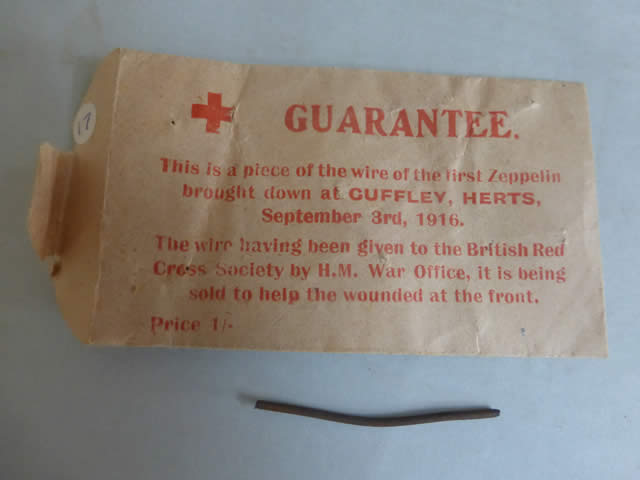 GUARANTEE.
This is a piece of the wire of the first Zeppelin
brought down at CUFFLEY, HERTS,
September 3rd, 1916.
The wire having been given to the British Red
Cross Society by H.M. War Office, it is being
sold to help the wounded at the front.
Price 1/-
17